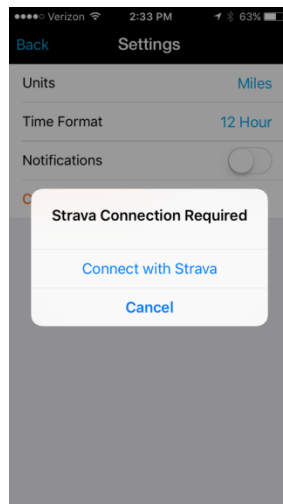 Verizon 2:33 PM 63%
Back Settings
Units Miles
Time Format 12 Hour
Notifications
C
Strava Connection Required
Connect with Strava
Cancel